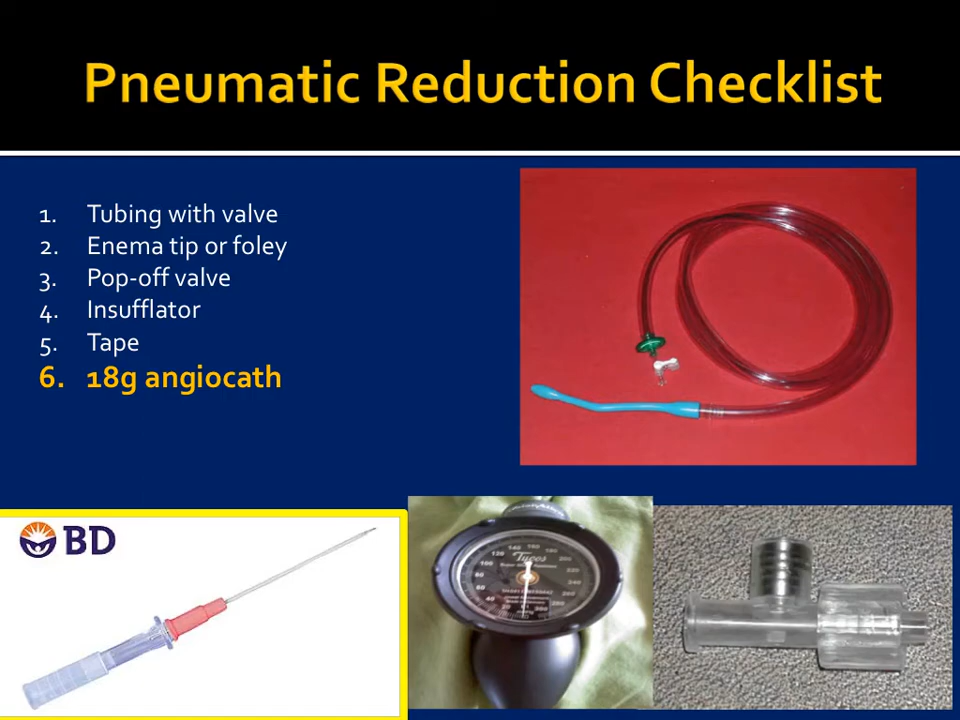 Pneumatic Reduction Checklist
1. Tubing with valve
2. Enema tip or foley
3. Pop-off valve
4. Insufflator
5. Tape
6. 18g angiocath
BD
Tycos